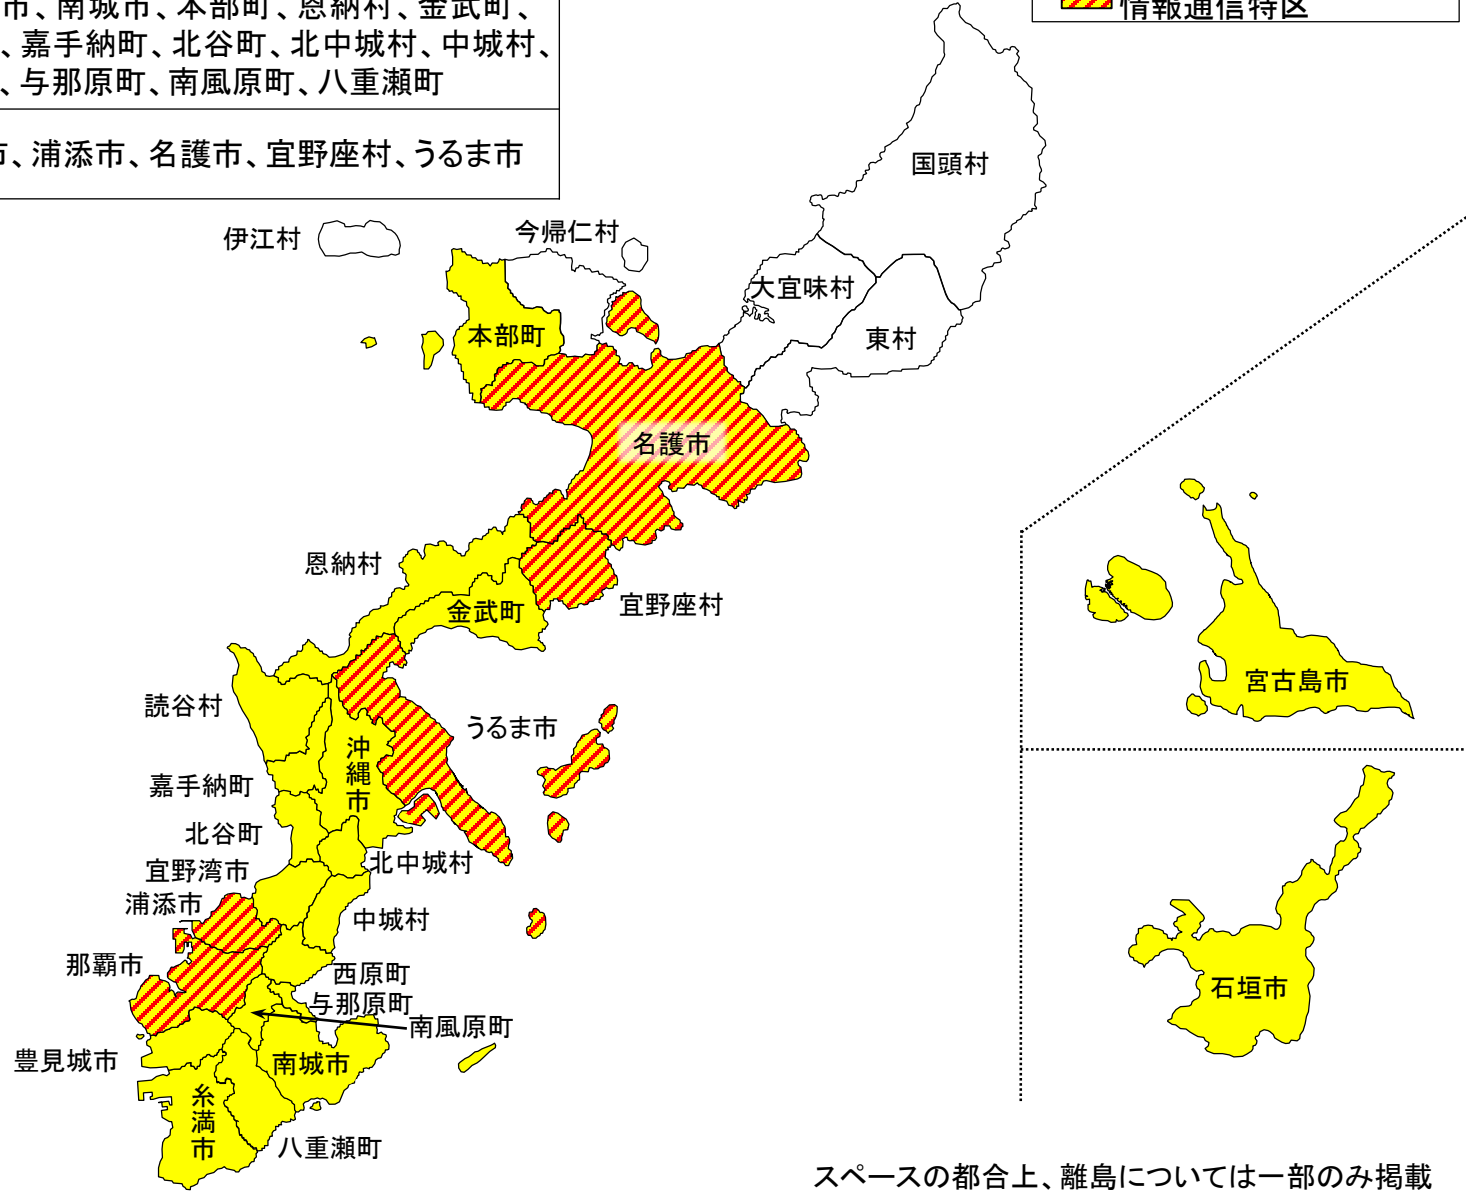 市、南城市、本部町、恩納村、金武町、
、嘉手納町、北谷町、北中城村、中城村、
、与那原町、南風原町、八重瀬町
市、浦添市、名護市、宜野座村、うるま市
情報通信特区
国頭村
伊江村
今帰仁村
大宜味村
本部町
東村
名護市
恩納村
金武町
宜野座村
宮古島市
読谷村
うるま市
沖縄市
嘉手納町
北谷町
北中城村
宜野湾市
浦添市
中城村
那覇市
西原町
与那原町
南風原町
石垣市
豊見城市
南城市
糸満市
八重瀬町
スペースの都合上、離島については一部のみ掲載